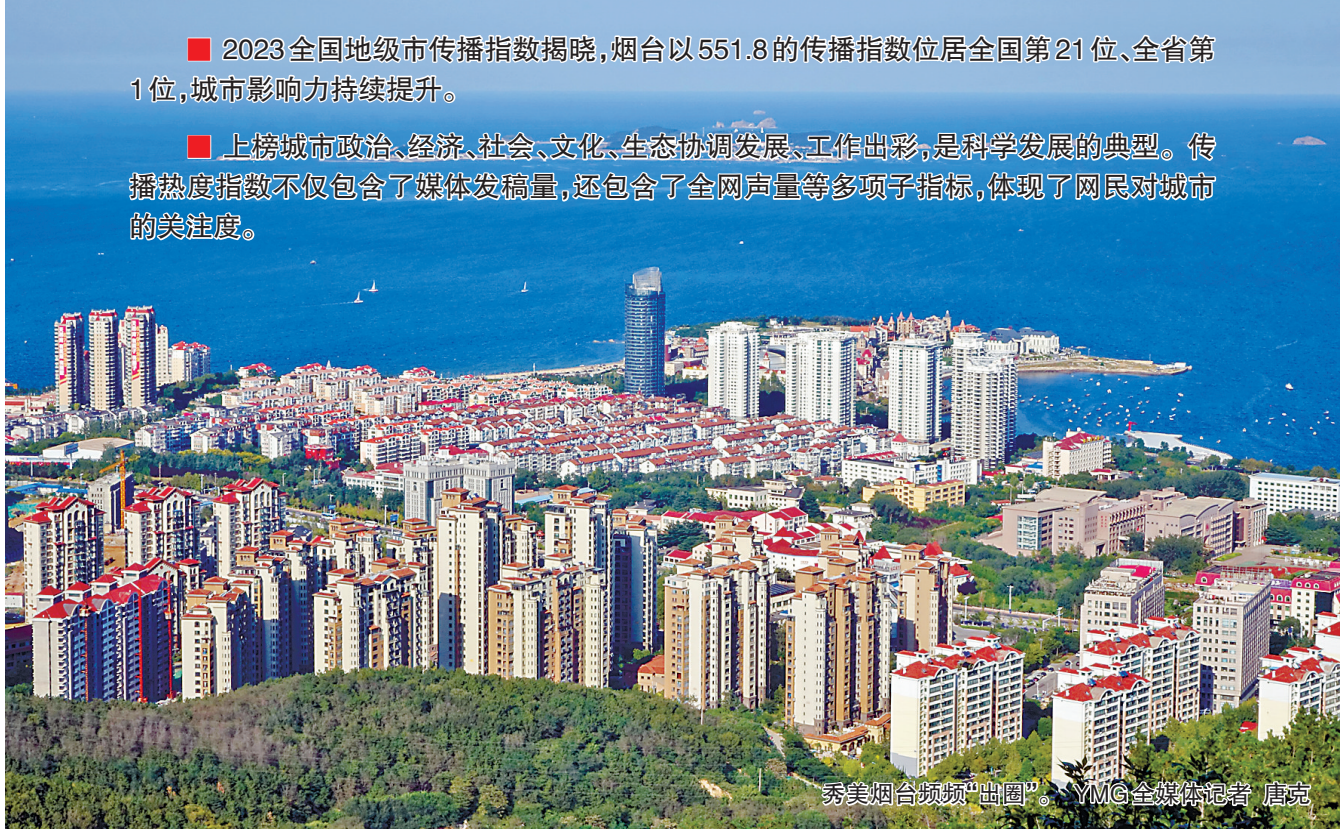 ■ 2023全国地级市传播指数揭晓,烟台以551.8的传播指数位居全国第21位、全省第
1位,城市影响力持续提升。
■ 上榜城市政治、经济、社会、文化、生态协调发展、工作出彩,是科学发展的典型。传
播热度指数不仅包含了媒体发稿量,还包含了全网声量等多项子指标,体现了网民对城市
的关注度。
秀美烟台频频“出圈”。 YMG全媒体记者 唐克